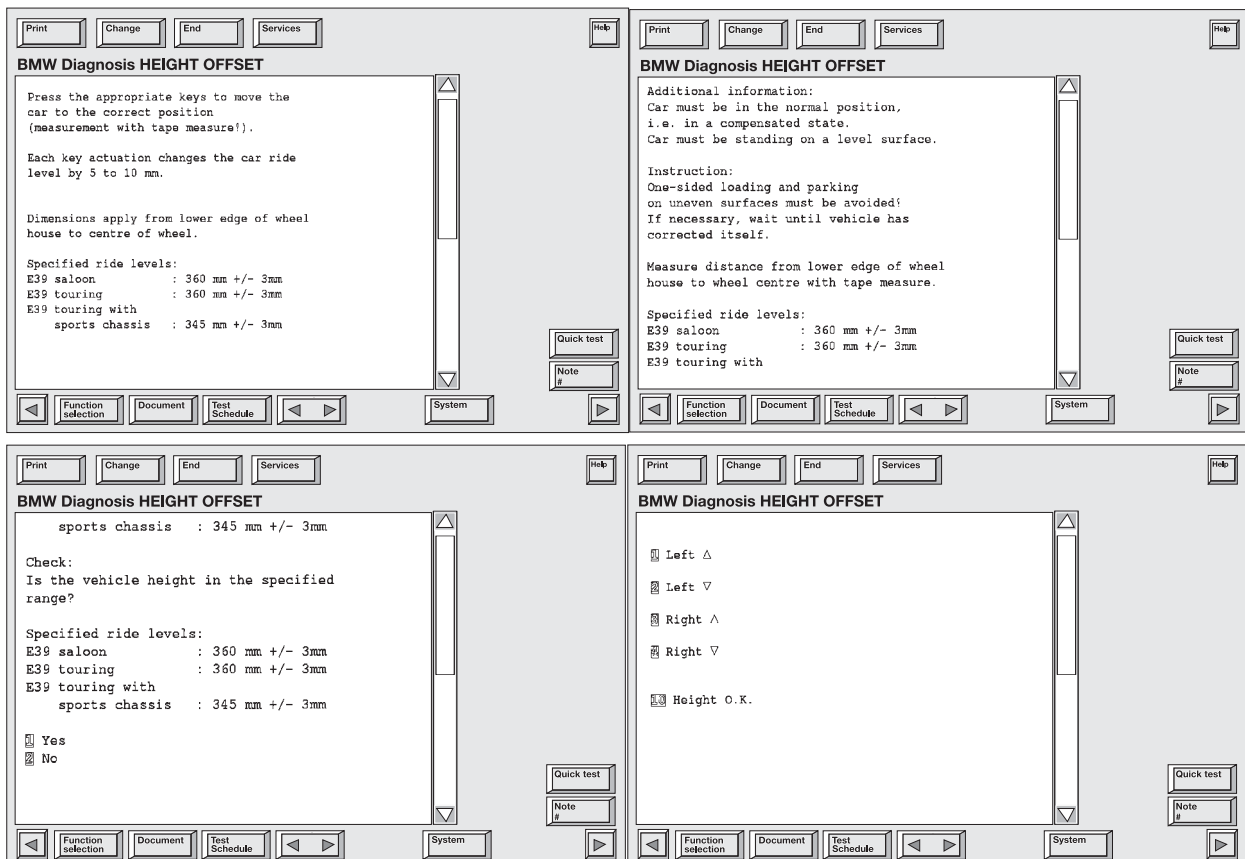 Print
Change
End
Services
Help
BMW Diagnosis HEIGHT OFFSET
Press the appropriate keys to move the
car to the correct position
(measurement with tape measure!).
Each key actuation changes the car ride
level by 5 to 10 mm.
Dimensions apply from lower edge of wheel
house to centre of wheel.
Specified ride levels:
E39 saloon : 360 mm +/- 3mm
E39 touring : 360 mm +/- 3mm
E39 touring with
sports chassis : 345 mm +/- 3mm
Quick test
Note
#
Function
selection
Document
Test
Schedule
System
Print
Change
End
Services
Help
BMW Diagnosis HEIGHT OFFSET
Additional information:
Car must be in the normal position,
i.e. in a compensated state.
Car must be standing on a level surface.
Instruction:
One-sided loading and parking
on uneven surfaces must be avoided!
If necessary, wait until vehicle has
corrected itself.
Measure distance from lower edge of wheel
house to wheel centre with tape measure.
Specified ride levels:
E39 saloon : 360 mm +/- 3mm
E39 touring : 360 mm +/- 3mm
E39 touring with
Quick test
Note
#
Function
selection
Document
Test
Schedule
System
Print
Change
End
Services
Help
BMW Diagnosis HEIGHT OFFSET
sports chassis : 345 mm +/- 3mm
Check:
Is the vehicle height in the specified
range?
Specified ride levels:
E39 saloon : 360 mm +/- 3mm
E39 touring : 360 mm +/- 3mm
E39 touring with
sports chassis : 345 mm +/- 3mm
1 Yes
2 No
Quick test
Note
#
Function
selection
Document
Test
Schedule
System
Print
Change
End
Services
Help
BMW Diagnosis HEIGHT OFFSET
1 Left △
2 Left ▽
3 Right △
4 Right ▽
10 Height O.K.
Quick test
Note
#
Function
selection
Document
Test
Schedule
System